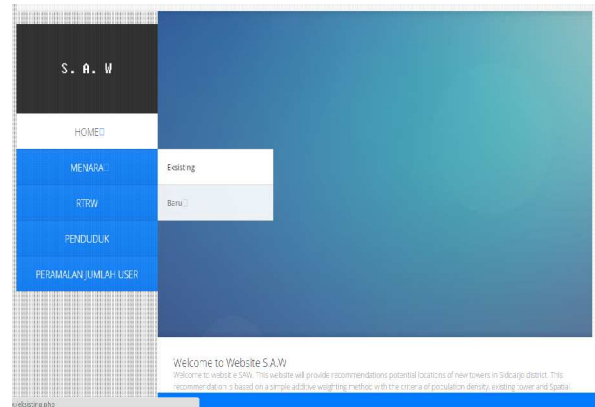 S. A. W
HOME
MENARA
Exsisting
RTRW
Baru
PENDUDUK
PERAMALAN JUMLAH USER
Welcome to Website S.A.W
Welcome to website SAW. This website will provide recommendations potential locations of new towers in Sidoarjo district. This
recommendation is based on a simple additive weighting method with the criteria of population density, existing tower and Spatial